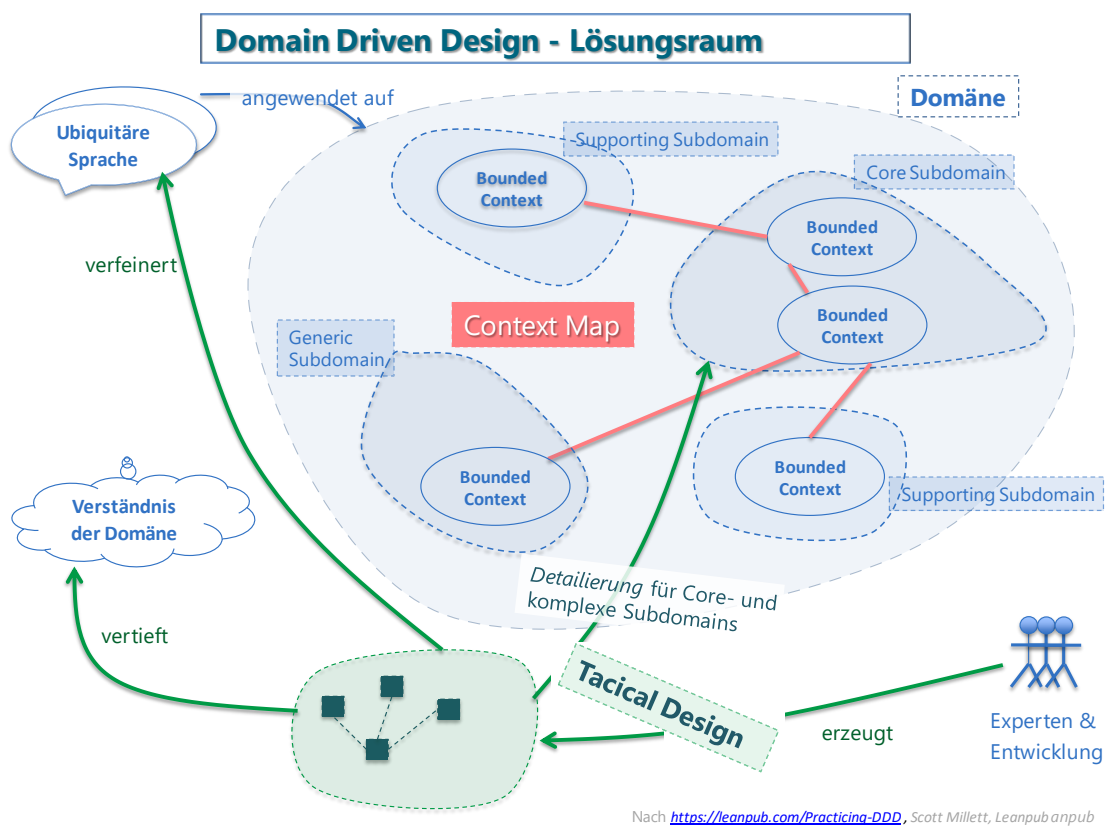 Domain Driven Design - Lösungsraum
angewendet auf
Domäne
Ubiquitäre
Sprache
Supporting Subdomain
Core Subdomain
Bounded
Context
Bounded
Context
verfeinert
Bounded
Context
Context Map
Generic
Subdomain
Bounded
Context
Bounded
Context
Supporting Subdomain
Verständnis
der Domäne
Detailierung für Core- und
komplexe Subdomains
vertieft
Tacical Design
erzeugt
Experten &
Entwicklung
Nach https://leanpub.com/Practicing-DDD , Scott Millett, Leanpub anpub